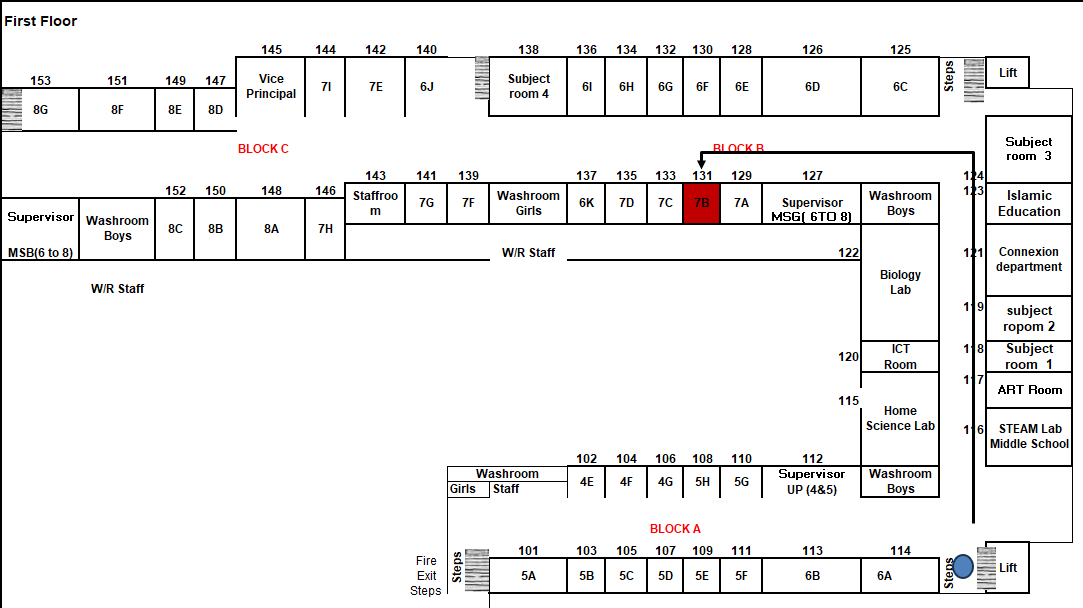 First Floor
145 144 142 140 138 136 134 132 130 128 126 125
Vice
Principal
7I
7E
6J
Subject
room 4
6I
6H
6G
6F
6E
6D
6C
Steps
Lift
153 151 149 147
8G
8F
8E
8D
BLOCK C
BLOCK B
Subject
room 3
124
143 141 139 137 135 133 131 129 127
123
Staffroo
m
7G
7F
Washroom
Girls
6K
7D
7C
7B
7A
Supervisor
MSG( 6TO 8)
Washroom
Boys
Islamic
Education
152 150 148 146
Supervisor
MSB(6 to 8)
Washroom
Boys
8C
8B
8A
7H
W/R Staff
122
121
Connexion
department
W/R Staff
Biology
Lab
119
subject
ropom 2
120
ICT
Room
118
Subject
room 1
117
ART Room
115
Home
Science Lab
116
STEAM Lab
Middle School
102 104 106 108 110 112
Washroom
Girls
Staff
4E
4F
4G
5H
5G
Supervisor
UP (4&5)
Washroom
Boys
BLOCK A
101 103 105 107 109 111 113 114
Fire
Exit
Steps
Steps
5A
5B
5C
5D
5E
5F
6B
6A
Steps
Lift